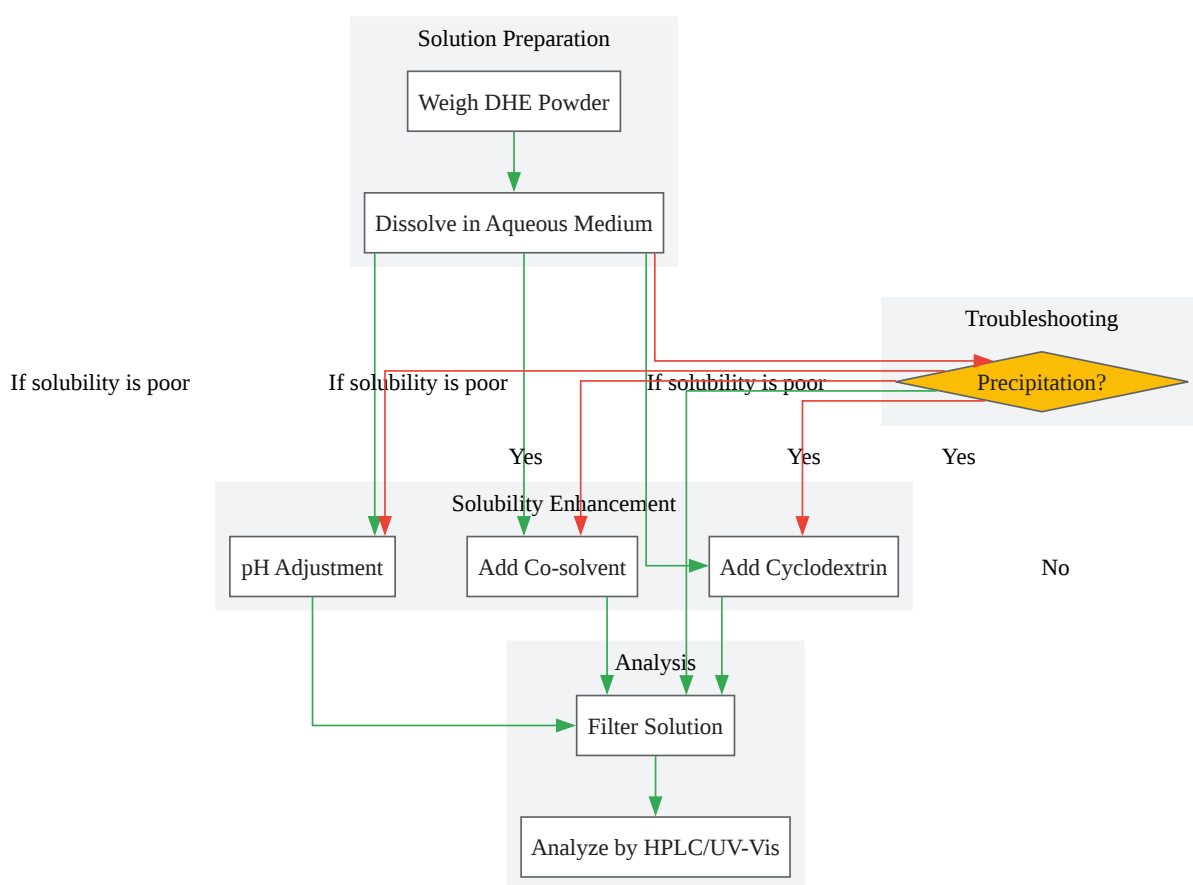 Solution Preparation
Weigh DHE Powder
Dissolve in Aqueous Medium
Troubleshooting
If solubility is poor
If solubility is poor
If solubility is poor
Precipitation?
Yes
Yes
Yes
Solubility Enhancement
pH Adjustment
Add Co-solvent
Add Cyclodextrin
No
Analysis
Filter Solution
Analyze by HPLC/UV-Vis